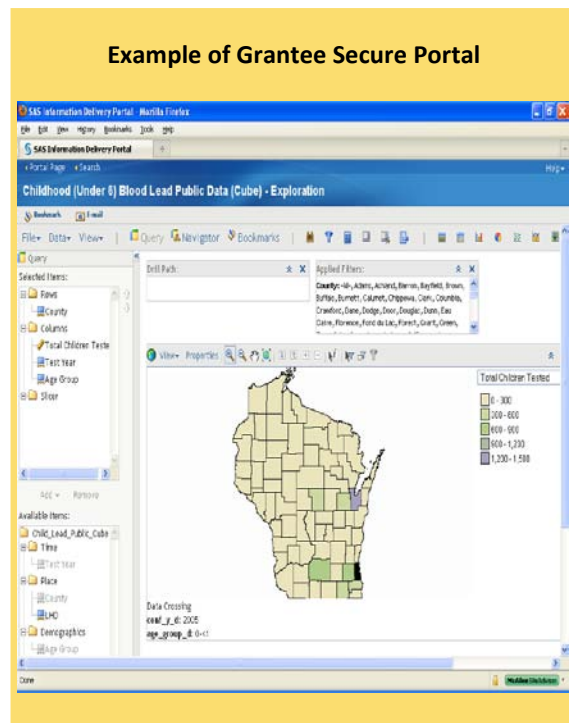 Example of Grantee Secure Portal
SAS Information Delivery Portal - Mozilla Firefox
File Edit View History Bookmarks Tools Help
SAS Information Delivery Portal
Portal Page Search Help
Childhood (Under 6) Blood Lead Public Data (Cube) - Exploration
Bookmark E-mail
File Data View Query Navigator Bookmarks
Query
Selected Items:
Rows
County
Columns
Total Children Teste
Test Year
Age Group
Slicer
Add Remove
Available Items:
Child_Lead_Public_Cube
Time
Test Year
Place
County
LHD
Demographics
Age Group
Drill Path:
Applied Filters:
County: Adams, Ashland, Barron, Bayfield, Brown,
Buffalo, Burnett, Calumet, Chippewa, Clark, Columbia,
Crawford, Dane, Dodge, Door, Douglas, Dunn, Eau
Claire, Florence, Fond du Lac, Forest, Grant, Green,
View Properties
Total Children Tested
0 - 300
300 - 600
600 - 900
900 - 1,200
1,200 - 1,500
Data Crossing
conf_y_d: 2005
age_group_d: 0-<1
Done